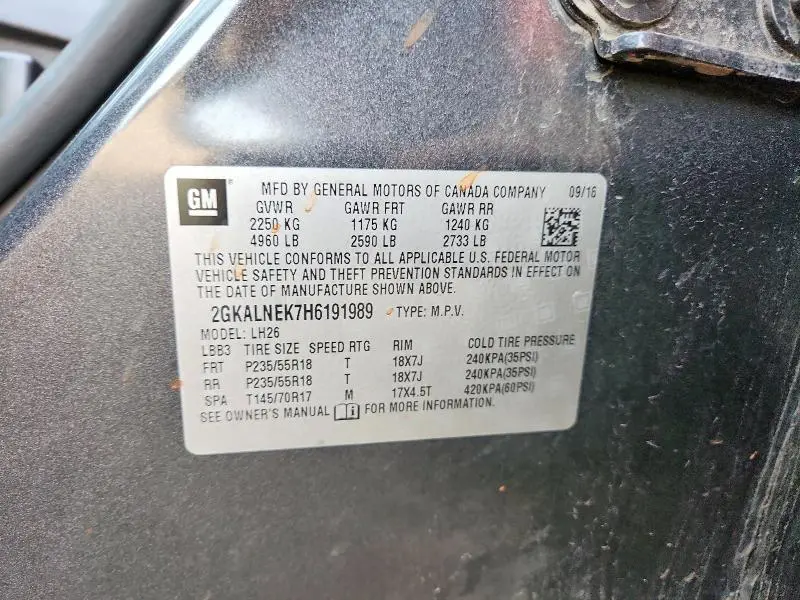 GM MFD BY GENERAL MOTORS OF CANADA COMPANY 09/16
GVWR GAWR FRT GAWR RR
2250 KG 1175 KG 1240 KG
4960 LB 2590 LB 2733 LB
THIS VEHICLE CONFORMS TO ALL APPLICABLE U.S. FEDERAL MOTOR
VEHICLE SAFETY AND THEFT PREVENTION STANDARDS IN EFFECT ON
THE DATE OF MANUFACTURE SHOWN ABOVE.
2GKALNEK7H6191989 TYPE: M.P.V.
MODEL: LH26
LBB3 TIRE SIZE SPEED RTG RIM COLD TIRE PRESSURE
FRT P235/55R18 T 18X7J 240KPA(35PSI)
RR P235/55R18 T 18X7J 240KPA(35PSI)
SPA T145/70R17 M 17X4.5T 420KPA(60PSI)
SEE OWNER'S MANUAL FOR MORE INFORMATION.